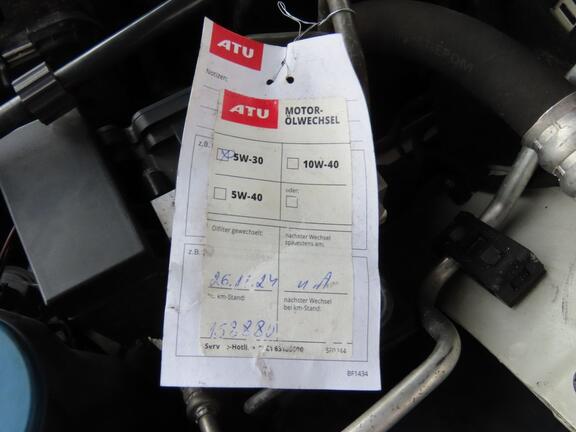 ATU
Notizen:
ATU
MOTOR-
ÖLWECHSEL
z.B.
5W-30
10W-40
5W-40
oder:
Ölfilter gewechselt:
nächster Wechsel
spätestens am:
z.B.
26.11.24
km-Stand:
nächster Wechsel
bei km-Stand:
BF1434